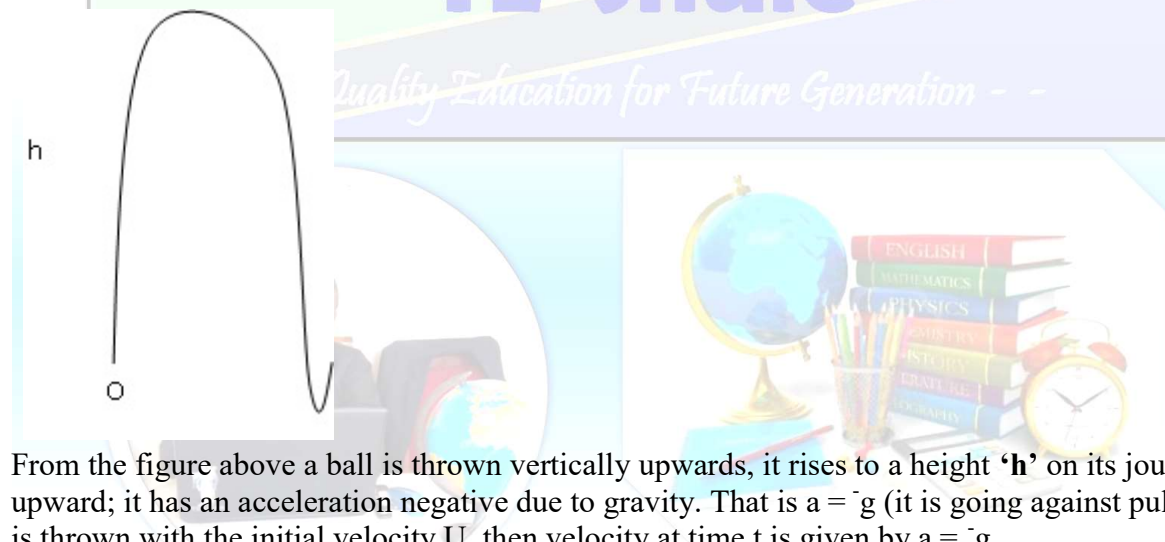 Quality Education for Future Generation - -
h
ENGLISH
MATHEMATICS
PHYSICS
HISTORY
O
From the figure above a ball is thrown vertically upwards, it rises to a height ‘h’ on its jou
upward; it has an acceleration negative due to gravity. That is a = ⁻g (it is going against pul
is thrown with the initial velocity U, then velocity at time t is given by a = ⁻g